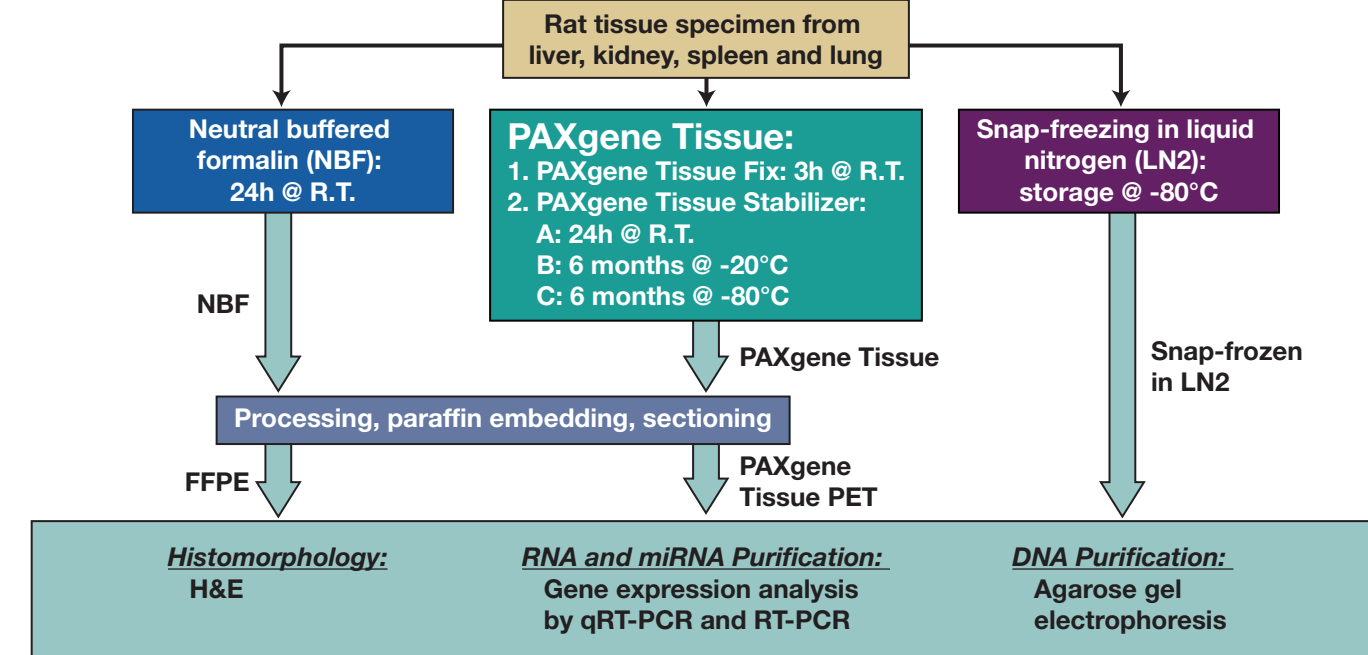 Rat tissue specimen from
liver, kidney, spleen and lung
Neutral buffered
formalin (NBF):
24h @ R.T.
PAXgene Tissue:
1. PAXgene Tissue Fix: 3h @ R.T.
2. PAXgene Tissue Stabilizer:
A: 24h @ R.T.
B: 6 months @ -20°C
C: 6 months @ -80°C
Snap-freezing in liquid
nitrogen (LN2):
storage @ -80°C
NBF
PAXgene Tissue
Snap-frozen
in LN2
Processing, paraffin embedding, sectioning
FFPE
PAXgene
Tissue PET
Histomorphology:
H&E
RNA and miRNA Purification:
Gene expression analysis
by qRT-PCR and RT-PCR
DNA Purification:
Agarose gel
electrophoresis